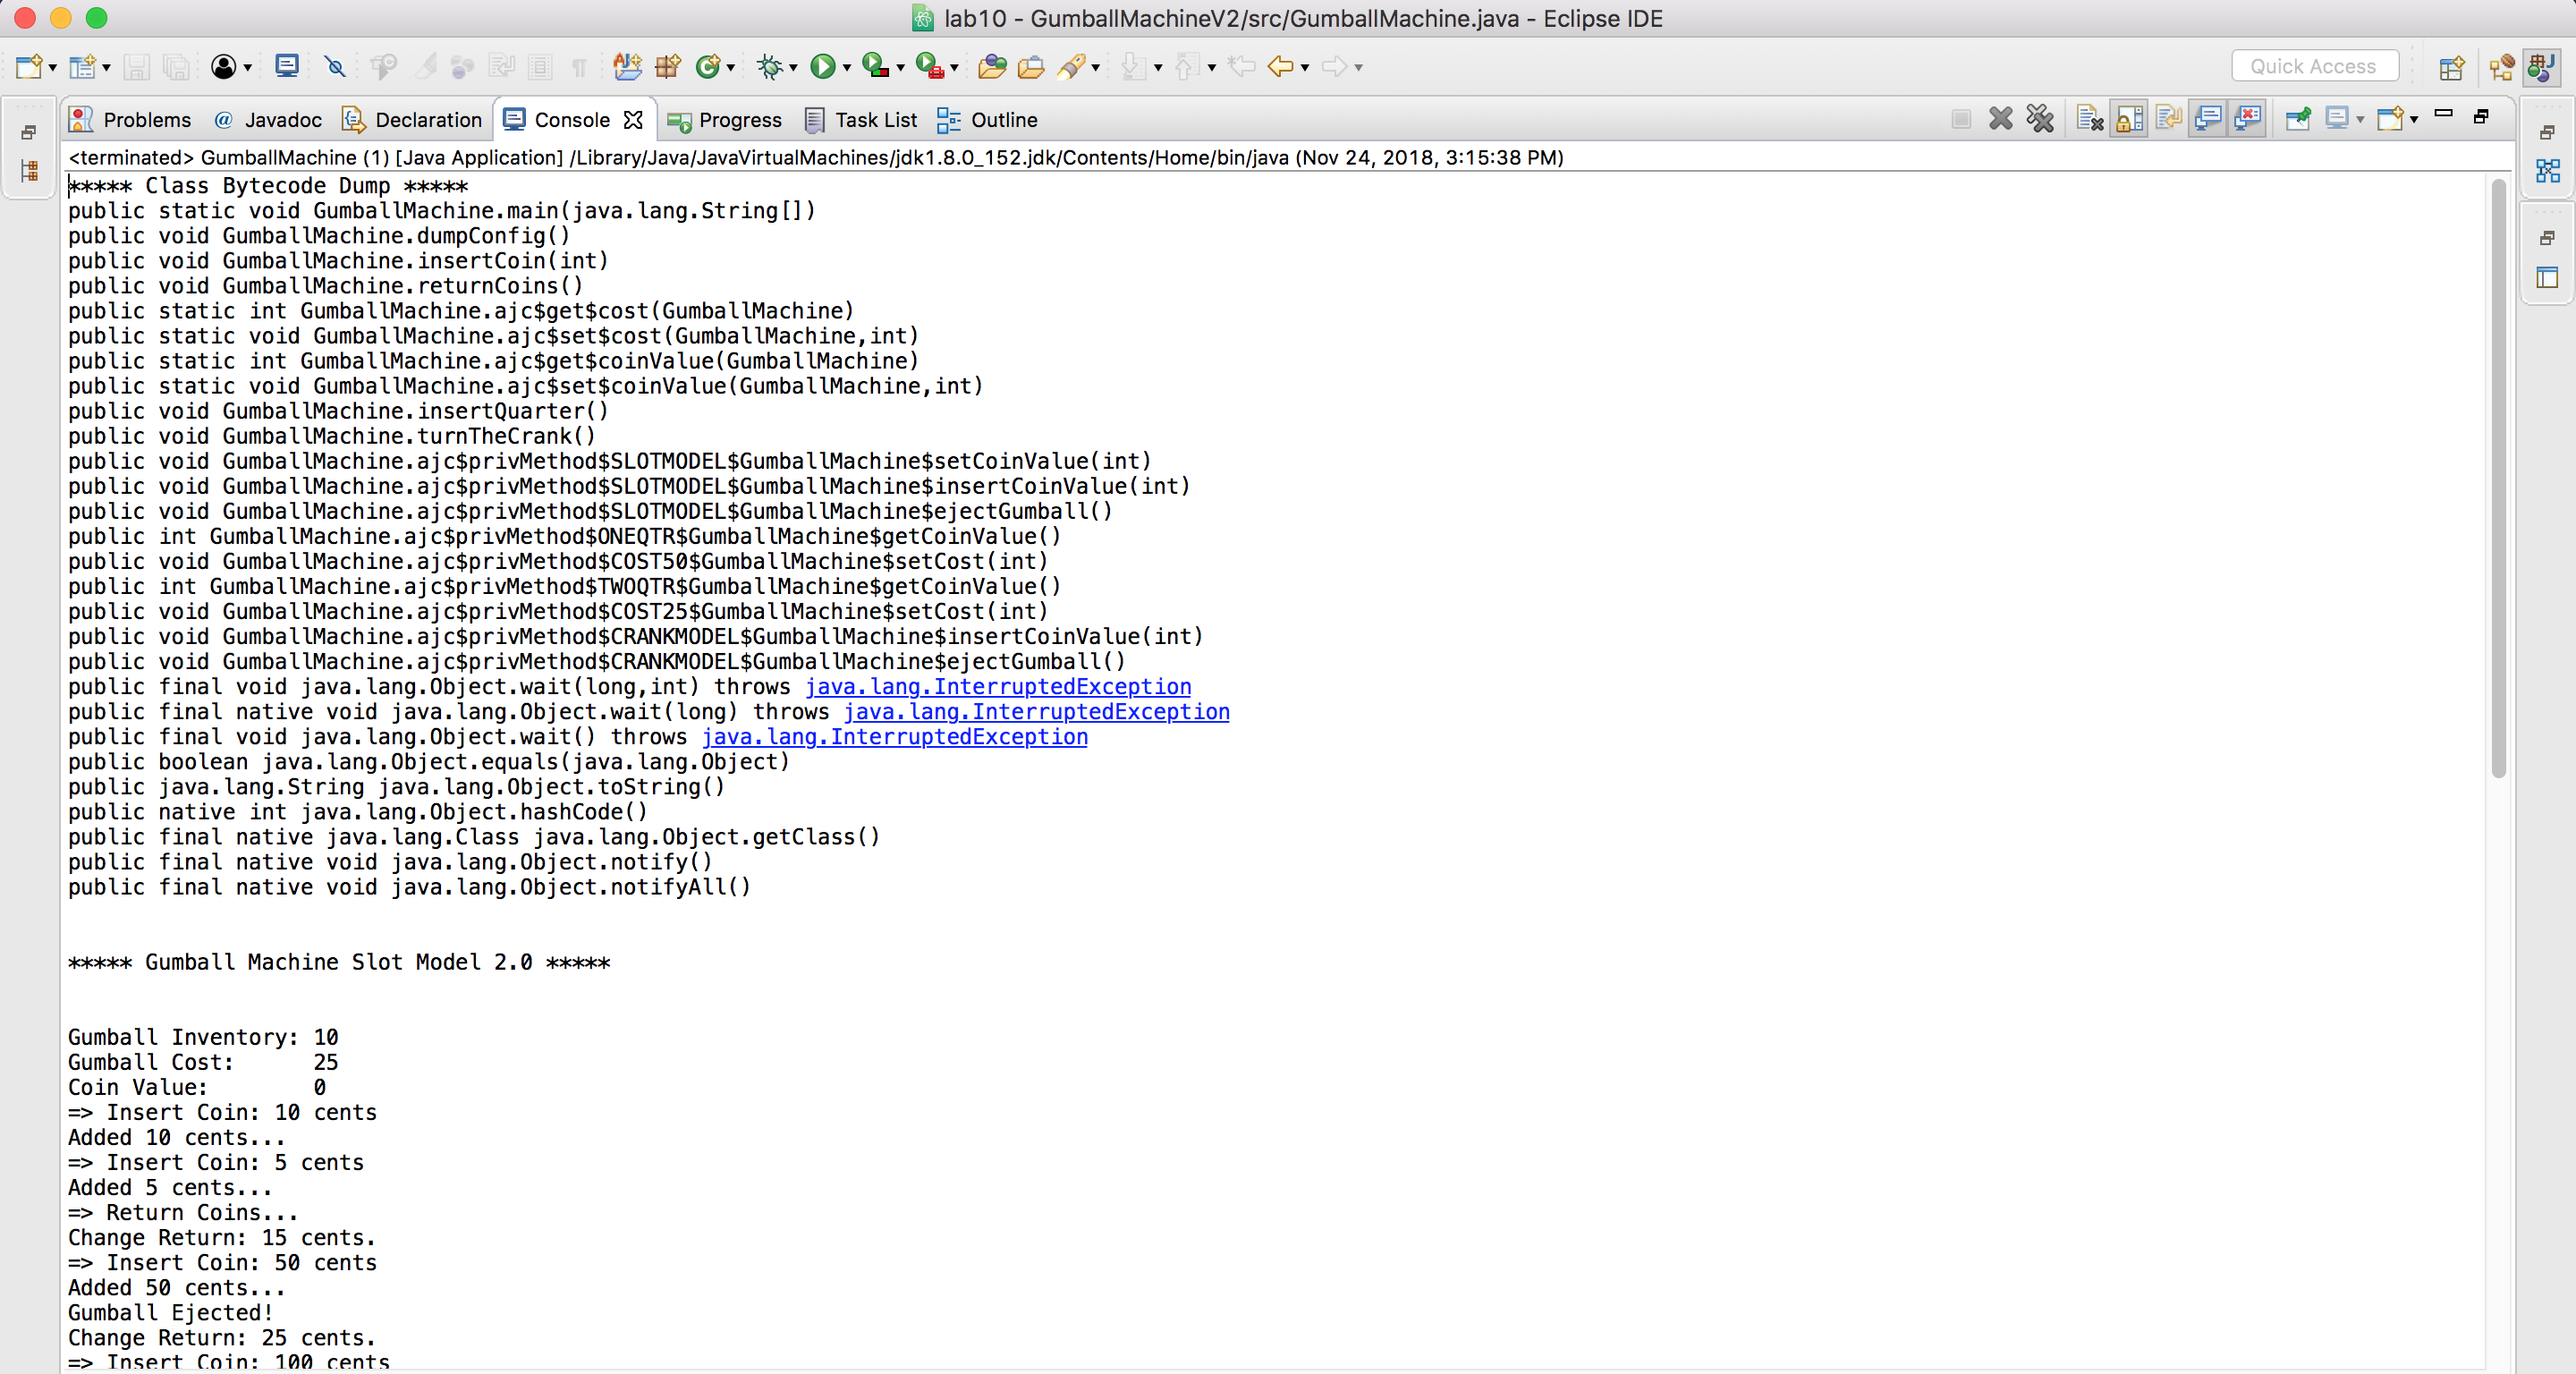 lab10 - GumballMachineV2/src/GumballMachine.java - Eclipse IDE
Quick Access
Problems @ Javadoc Declaration Console Progress Task List Outline
<terminated> GumballMachine (1) [Java Application] /Library/Java/JavaVirtualMachines/jdk1.8.0_152.jdk/Contents/Home/bin/java (Nov 24, 2018, 3:15:38 PM)
***** Class Bytecode Dump *****
public static void GumballMachine.main(java.lang.String[])
public void GumballMachine.dumpConfig()
public void GumballMachine.insertCoin(int)
public void GumballMachine.returnCoins()
public static int GumballMachine.ajc$get$cost(GumballMachine)
public static void GumballMachine.ajc$set$cost(GumballMachine,int)
public static int GumballMachine.ajc$get$coinValue(GumballMachine)
public static void GumballMachine.ajc$set$coinValue(GumballMachine,int)
public void GumballMachine.insertQuarter()
public void GumballMachine.turnTheCrank()
public void GumballMachine.ajc$privMethod$SLOTMODEL$GumballMachine$setCoinValue(int)
public void GumballMachine.ajc$privMethod$SLOTMODEL$GumballMachine$insertCoinValue(int)
public void GumballMachine.ajc$privMethod$SLOTMODEL$GumballMachine$ejectGumball()
public int GumballMachine.ajc$privMethod$ONEQTR$GumballMachine$getCoinValue()
public void GumballMachine.ajc$privMethod$COST50$GumballMachine$setCost(int)
public int GumballMachine.ajc$privMethod$TWOQTR$GumballMachine$getCoinValue()
public void GumballMachine.ajc$privMethod$COST25$GumballMachine$setCost(int)
public void GumballMachine.ajc$privMethod$CRANKMODEL$GumballMachine$insertCoinValue(int)
public void GumballMachine.ajc$privMethod$CRANKMODEL$GumballMachine$ejectGumball()
public final void java.lang.Object.wait(long,int) throws java.lang.InterruptedException
public final native void java.lang.Object.wait(long) throws java.lang.InterruptedException
public final void java.lang.Object.wait() throws java.lang.InterruptedException
public boolean java.lang.Object.equals(java.lang.Object)
public java.lang.String java.lang.Object.toString()
public native int java.lang.Object.hashCode()
public final native java.lang.Class java.lang.Object.getClass()
public final native void java.lang.Object.notify()
public final native void java.lang.Object.notifyAll()
***** Gumball Machine Slot Model 2.0 *****
Gumball Inventory: 10
Gumball Cost: 25
Coin Value: 0
=> Insert Coin: 10 cents
Added 10 cents...
=> Insert Coin: 5 cents
Added 5 cents...
=> Return Coins...
Change Return: 15 cents.
=> Insert Coin: 50 cents
Added 50 cents...
Gumball Ejected!
Change Return: 25 cents.
=> Insert Coin: 100 cents